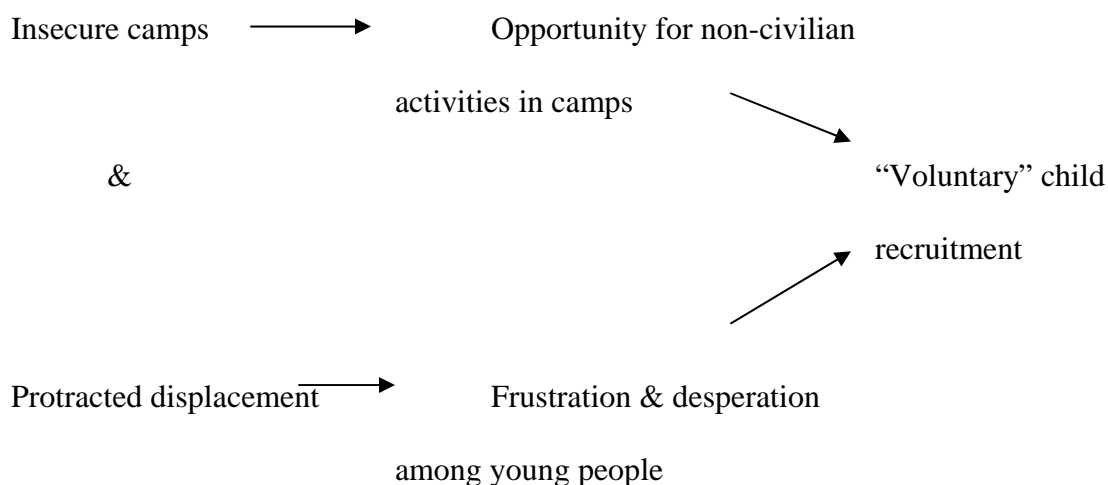 Insecure camps Opportunity for non-civilian
activities in camps
& “Voluntary” child
recruitment
Protracted displacement Frustration & desperation
among young people